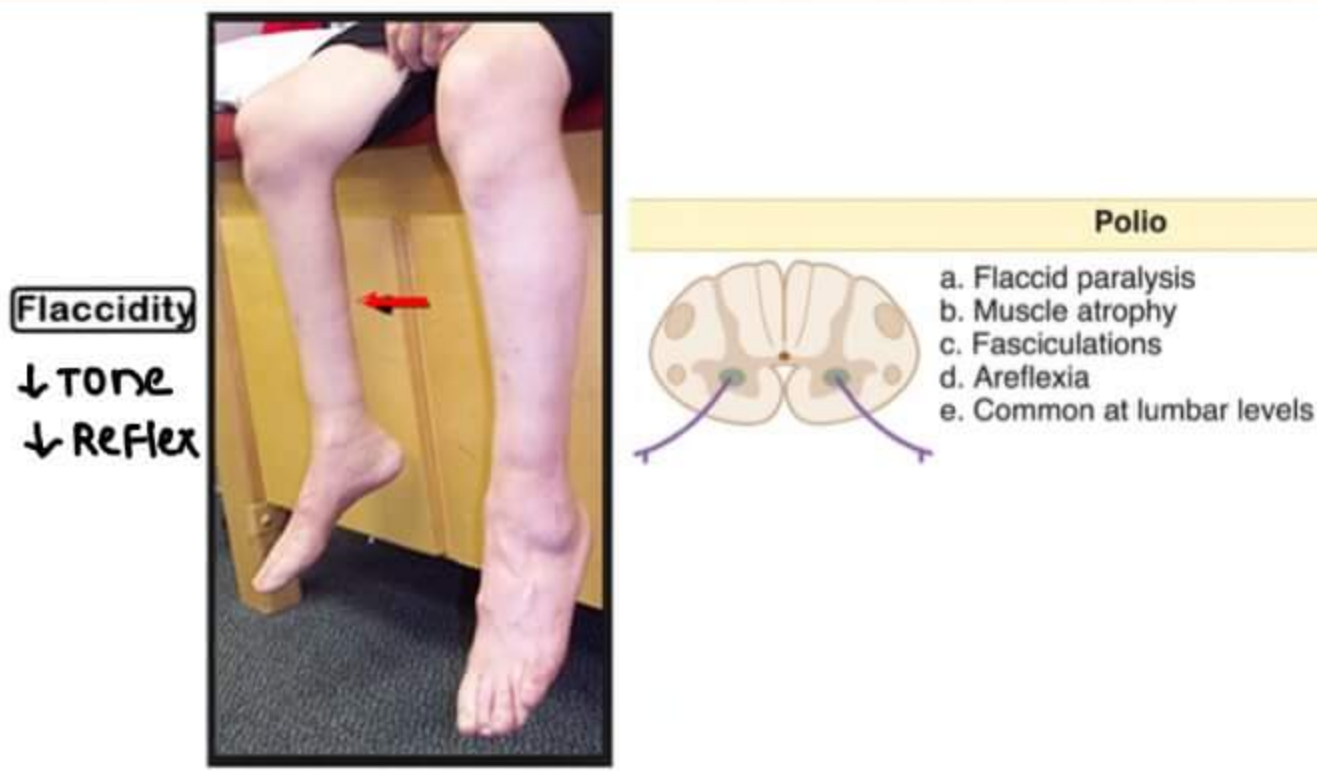 Flaccidity
↓ Tone
↓ Reflex
Polio
a. Flaccid paralysis
b. Muscle atrophy
c. Fasciculations
d. Areflexia
e. Common at lumbar levels